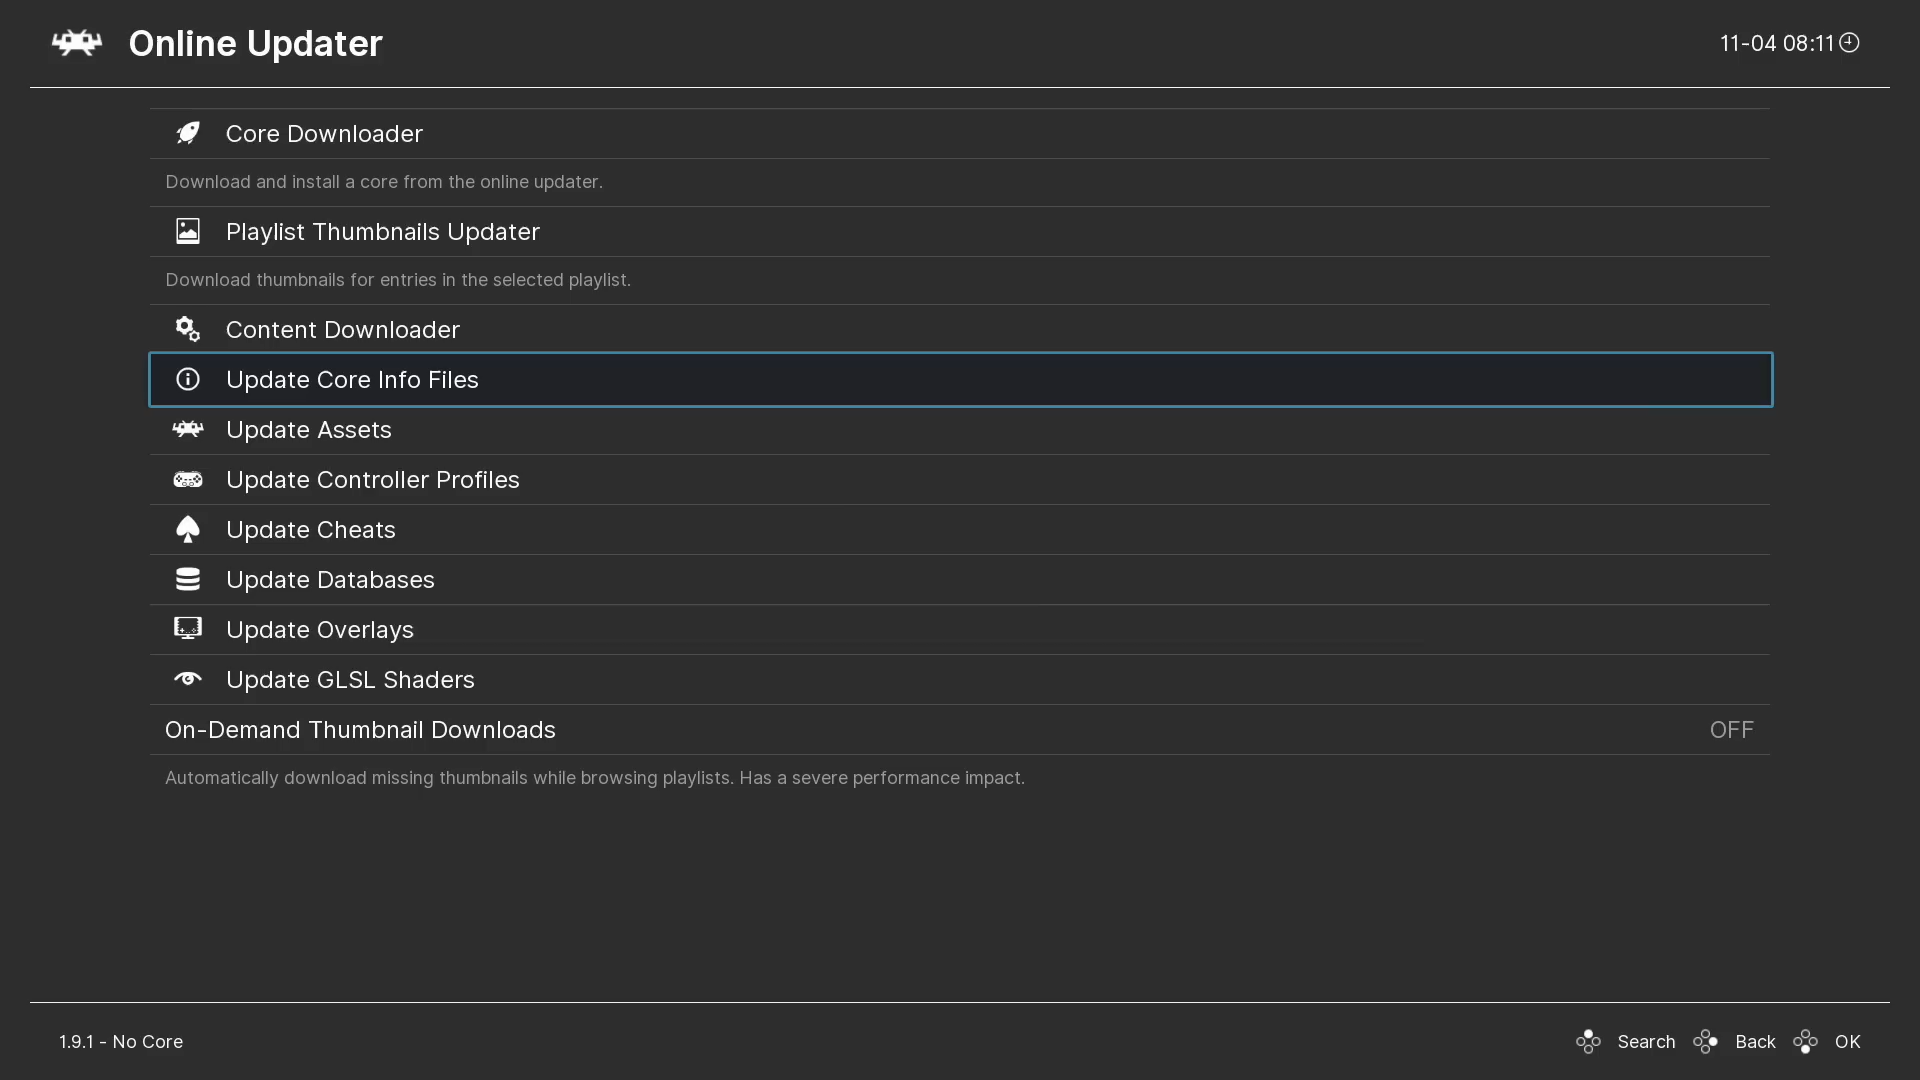 Online Updater
11-04 08:11
Core Downloader
Download and install a core from the online updater.
Playlist Thumbnails Updater
Download thumbnails for entries in the selected playlist.
Content Downloader
Update Core Info Files
Update Assets
Update Controller Profiles
Update Cheats
Update Databases
Update Overlays
Update GLSL Shaders
On-Demand Thumbnail Downloads OFF
Automatically download missing thumbnails while browsing playlists. Has a severe performance impact.
1.9.1 - No Core
Search Back OK